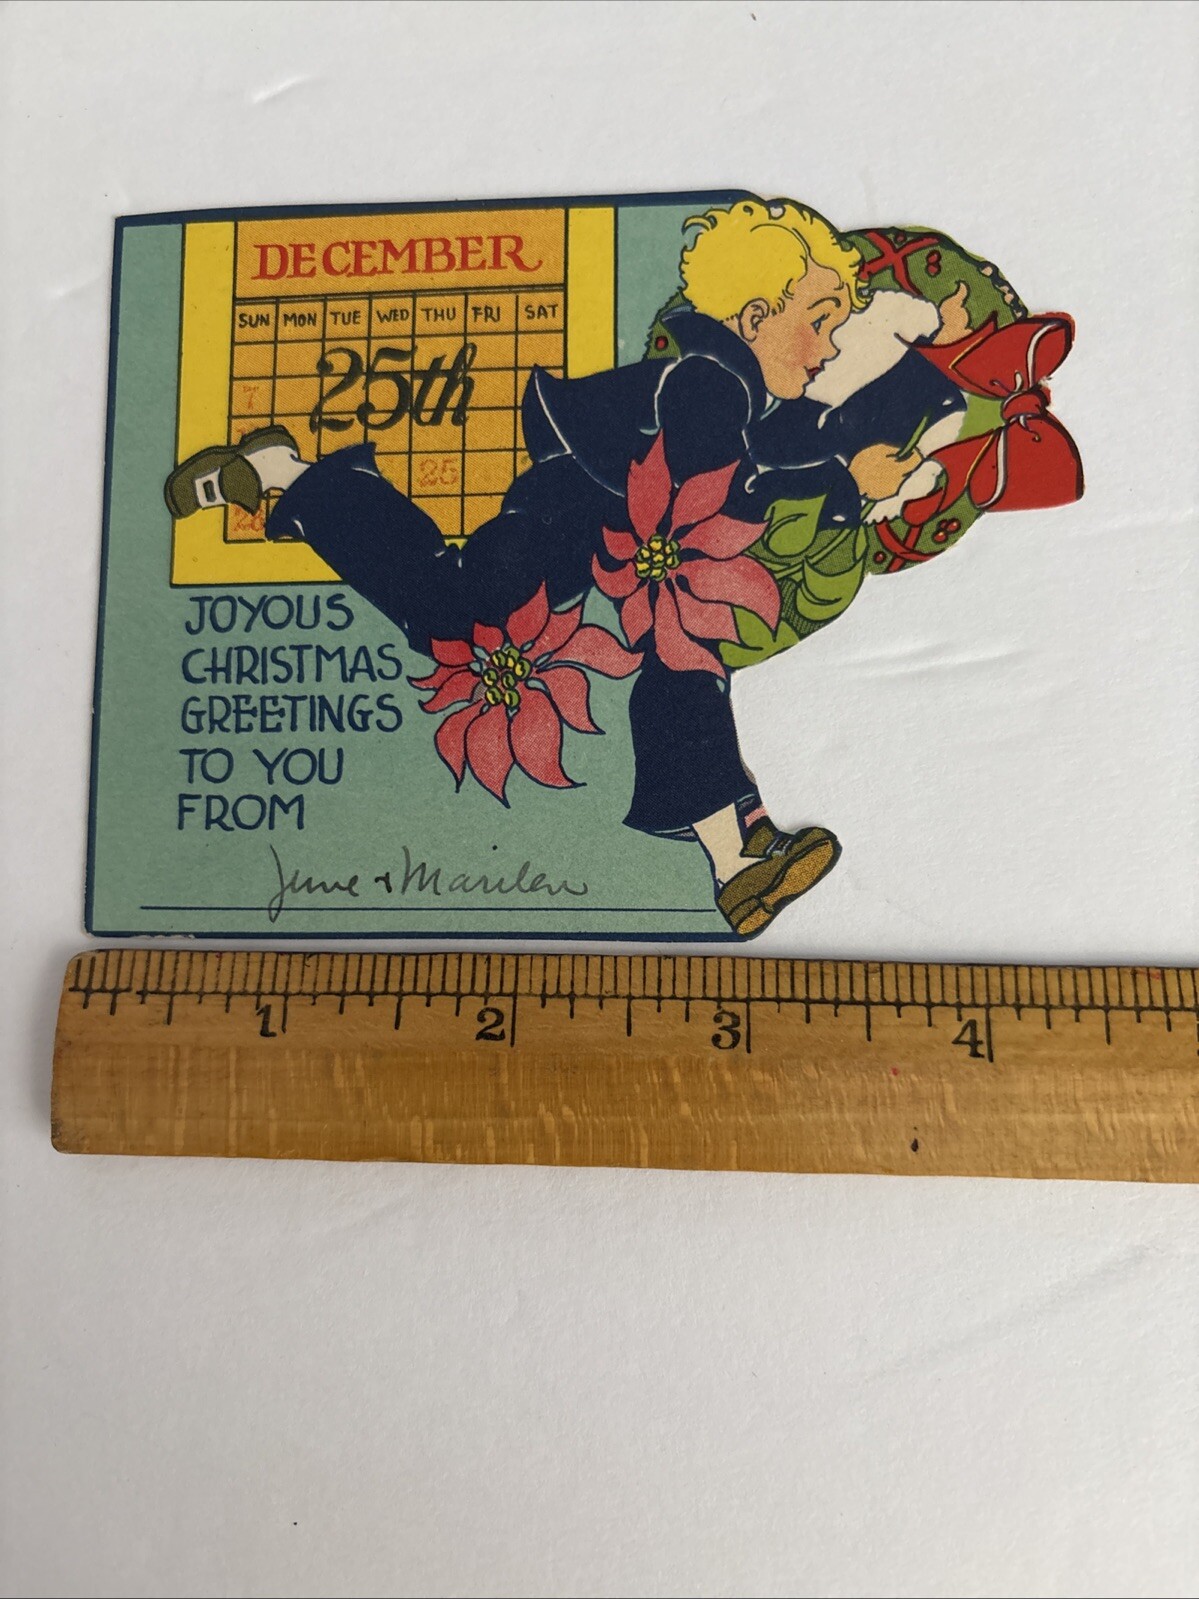 DECEMBER
SUN MON TUE WED THU FRI SAT
25th
7
25
JOYOUS
CHRISTMAS
GREETINGS
TO YOU
FROM
June + Marilen
1 2 3 4